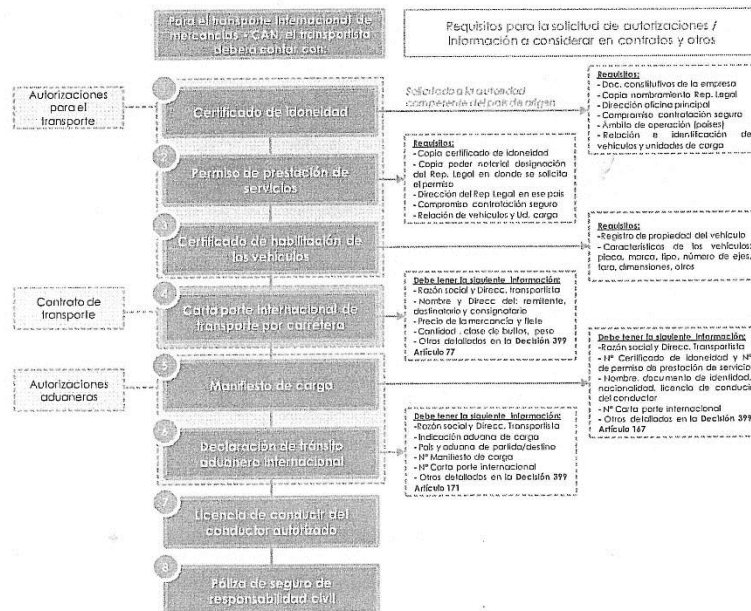 Para el transporte internacional de
mercancías - CAN, el transportista
deberá contar con:
Requisitos para la solicitud de autorizaciones /
Información a considerar en contratos y otros
Autorizaciones
para el
transporte
1
Certificado de idoneidad
Solicitado a la autoridad
competente del país de origen
Requisitos:
- Doc. constitutivos de la empresa
- Copia nombramiento Rep. Legal
- Dirección oficina principal
- Compromiso contratación seguro
- Ámbito de operación (países)
- Relación e identificación de
vehículos y unidades de carga
2
Permiso de prestación de
servicios
Requisitos:
- Copia certificado de idoneidad
- Copia poder notarial designación
del Rep. Legal en donde se solicita
el permiso
- Dirección del Rep Legal en ese país
- Compromiso contratación seguro
- Relación de vehículos y Ud. carga
3
Certificado de habilitación de
los vehículos
- Registro de propiedad del vehículo
- Características de los vehículos:
placa, marca, tipo, número de ejes,
tara, dimensiones, otros
Contrato de
transporte
4
Carta porte internacional de
transporte por carretera
Debe tener la siguiente información:
- Razón social y Direcc. transportista
- Nombre y Direcc del: remitente,
destinatario y consignatario
- Precio de la mercancía y flete
- Cantidad , clase de bultos, peso
- Otros detallados en la Decisión 399
Artículo 77
Autorizaciones
aduaneras
5
Manifiesto de carga
Debe tener la siguiente información:
-Razón social y Direcc. Transportista
- Nº Certificado de idoneidad y Nº
de permiso de prestación de servicio
- Nombre, documento de identidad,
nacionalidad, licencia de conducir
del conductor
- Nº Carta porte internacional
- Otros detallados en la Decisión 399
Artículo 167
6
Declaración de tránsito
aduanero internacional
Debe tener la siguiente información:
-Razón social y Direcc. Transportista
- Indicación aduana de carga
- País y aduana de partida/destino
- Nº Manifiesto de carga
- Nº Carta porte internacional
- Otros detallados en la Decisión 399
Artículo 171
7
Licencia de conducir del
conductor autorizado
8
Póliza de seguro de
responsabilidad civil